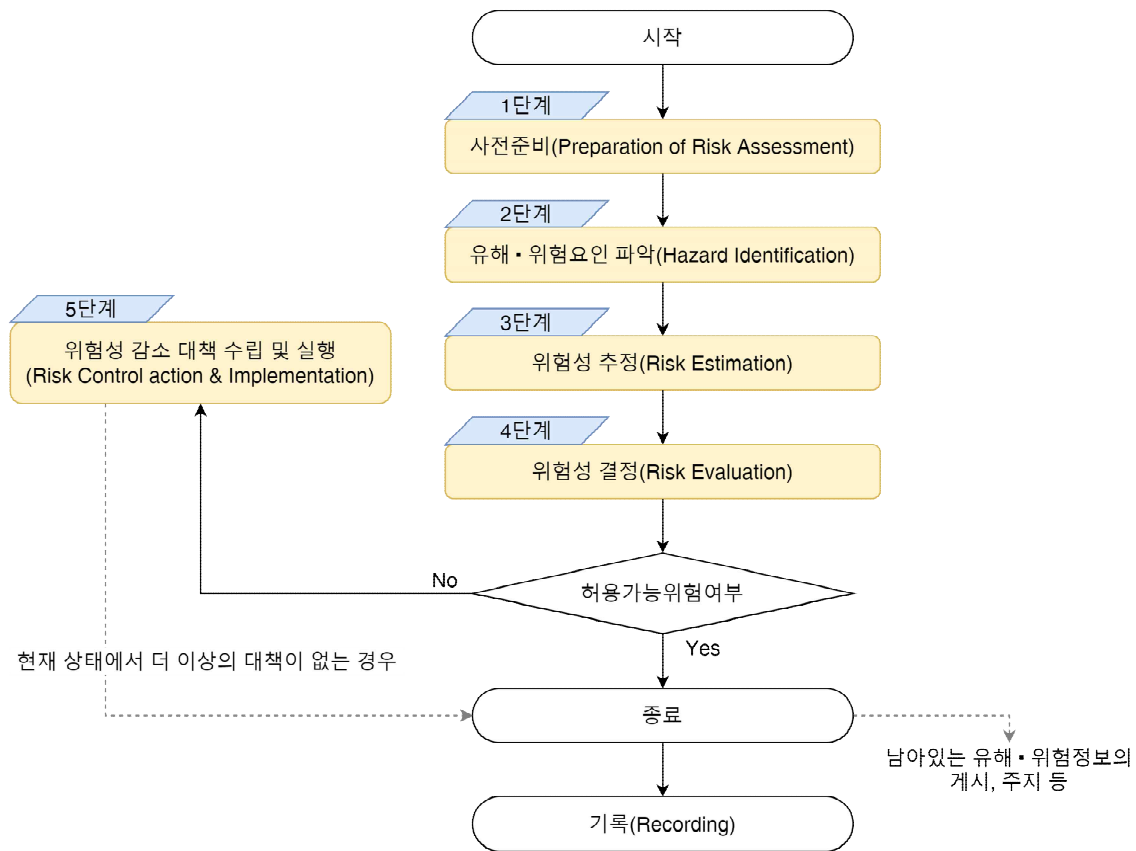 시작
1단계
사전준비(Preparation of Risk Assessment)
2단계
유해▪위험요인 파악(Hazard Identification)
3단계
위험성 추정(Risk Estimation)
4단계
위험성 결정(Risk Evaluation)
5단계
위험성 감소 대책 수립 및 실행
(Risk Control action & Implementation)
허용가능위험여부
No
Yes
현재 상태에서 더 이상의 대책이 없는 경우
종료
남아있는 유해▪위험정보의
게시, 주지 등
기록(Recording)